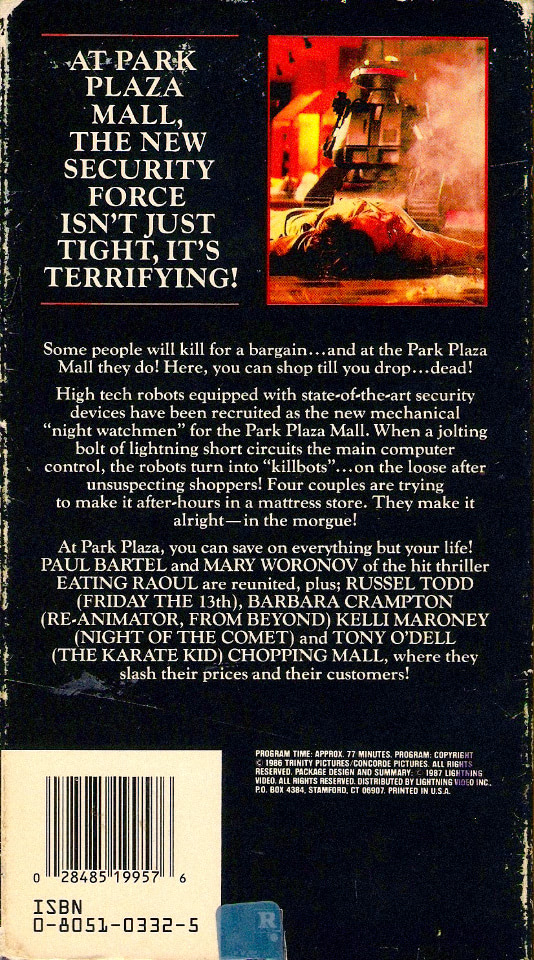 AT PARK
PLAZA
MALL,
THE NEW
SECURITY
FORCE
ISN'T JUST
TIGHT, IT'S
TERRIFYING!
Some people will kill for a bargain...and at the Park Plaza
Mall they do! Here, you can shop till you drop...dead!
High tech robots equipped with state-of-the-art security
devices have been recruited as the new mechanical
"night watchmen" for the Park Plaza Mall. When a jolting
bolt of lightning short circuits the main computer
control, the robots turn into "killbots"...on the loose after
unsuspecting shoppers! Four couples are trying
to make it after-hours in a mattress store. They make it
alright—in the morgue!
At Park Plaza, you can save on everything but your life!
PAUL BARTEL and MARY WORONOV of the hit thriller
EATING RAOUL are reunited, plus; RUSSEL TODD
(FRIDAY THE 13th), BARBARA CRAMPTON
(RE-ANIMATOR, FROM BEYOND) KELLI MARONEY
(NIGHT OF THE COMET) and TONY O'DELL
(THE KARATE KID) CHOPPING MALL, where they
slash their prices and their customers!
PROGRAM TIME: APPROX. 77 MINUTES. PROGRAM: COPYRIGHT
© 1986 TRINITY PICTURES/CONCORDE PICTURES. ALL RIGHTS
RESERVED. PACKAGE DESIGN AND SUMMARY: © 1987 LIGHTNING
VIDEO. ALL RIGHTS RESERVED. DISTRIBUTED BY LIGHTNING VIDEO INC.,
P.O. BOX 4384, STAMFORD, CT 06907. PRINTED IN U.S.A.
0 28485 19957 6
ISBN
0-8051-0332-5
R